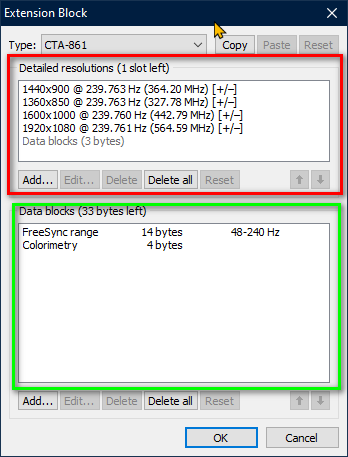 Extension Block
Type: CTA-861 Copy Paste Reset
Detailed resolutions (1 slot left)
1440x900 @ 239.763 Hz (364.20 MHz) [+/−]
1360x850 @ 239.763 Hz (327.78 MHz) [+/−]
1600x1000 @ 239.760 Hz (442.79 MHz) [+/−]
1920x1080 @ 239.761 Hz (564.59 MHz) [+/−]
Data blocks (3 bytes)
Add... Edit... Delete Delete all Reset
Data blocks (33 bytes left)
FreeSync range 14 bytes 48-240 Hz
Colorimetry 4 bytes
Add... Edit... Delete Delete all Reset
OK Cancel